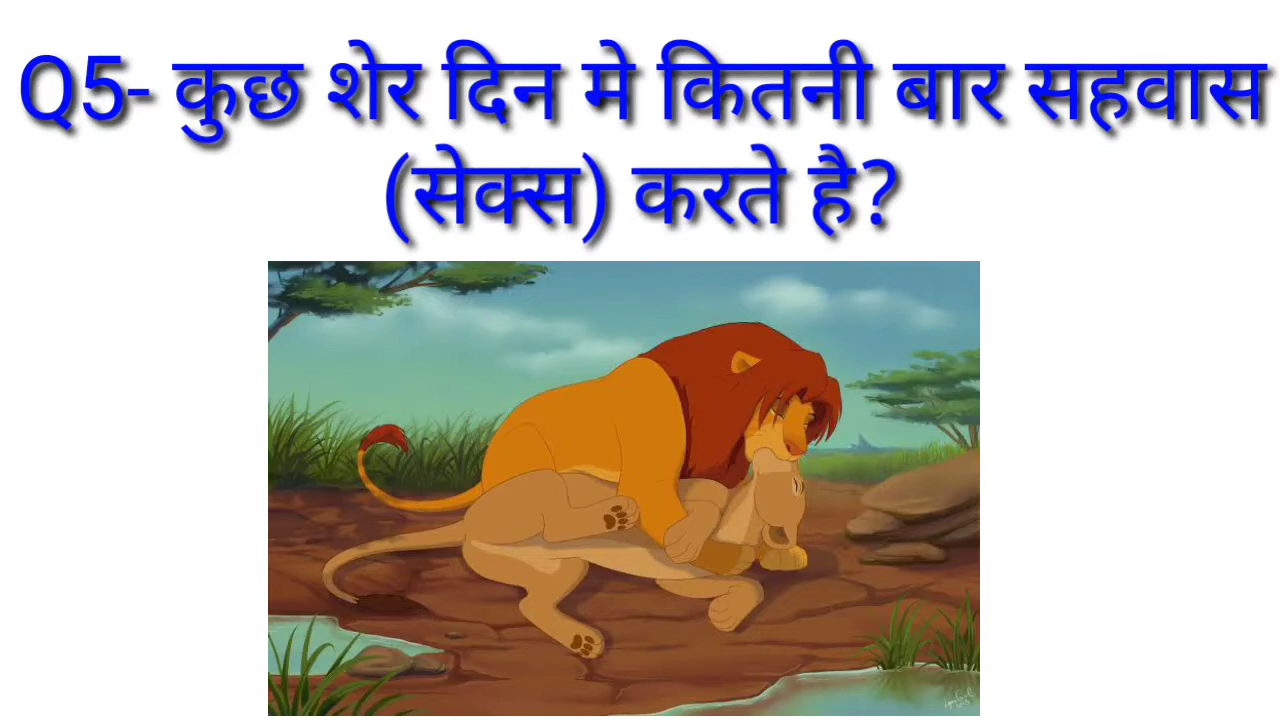 Q5- कुछ शेर दिन मे कितनी बार सहवास
(सेक्स) करते है?